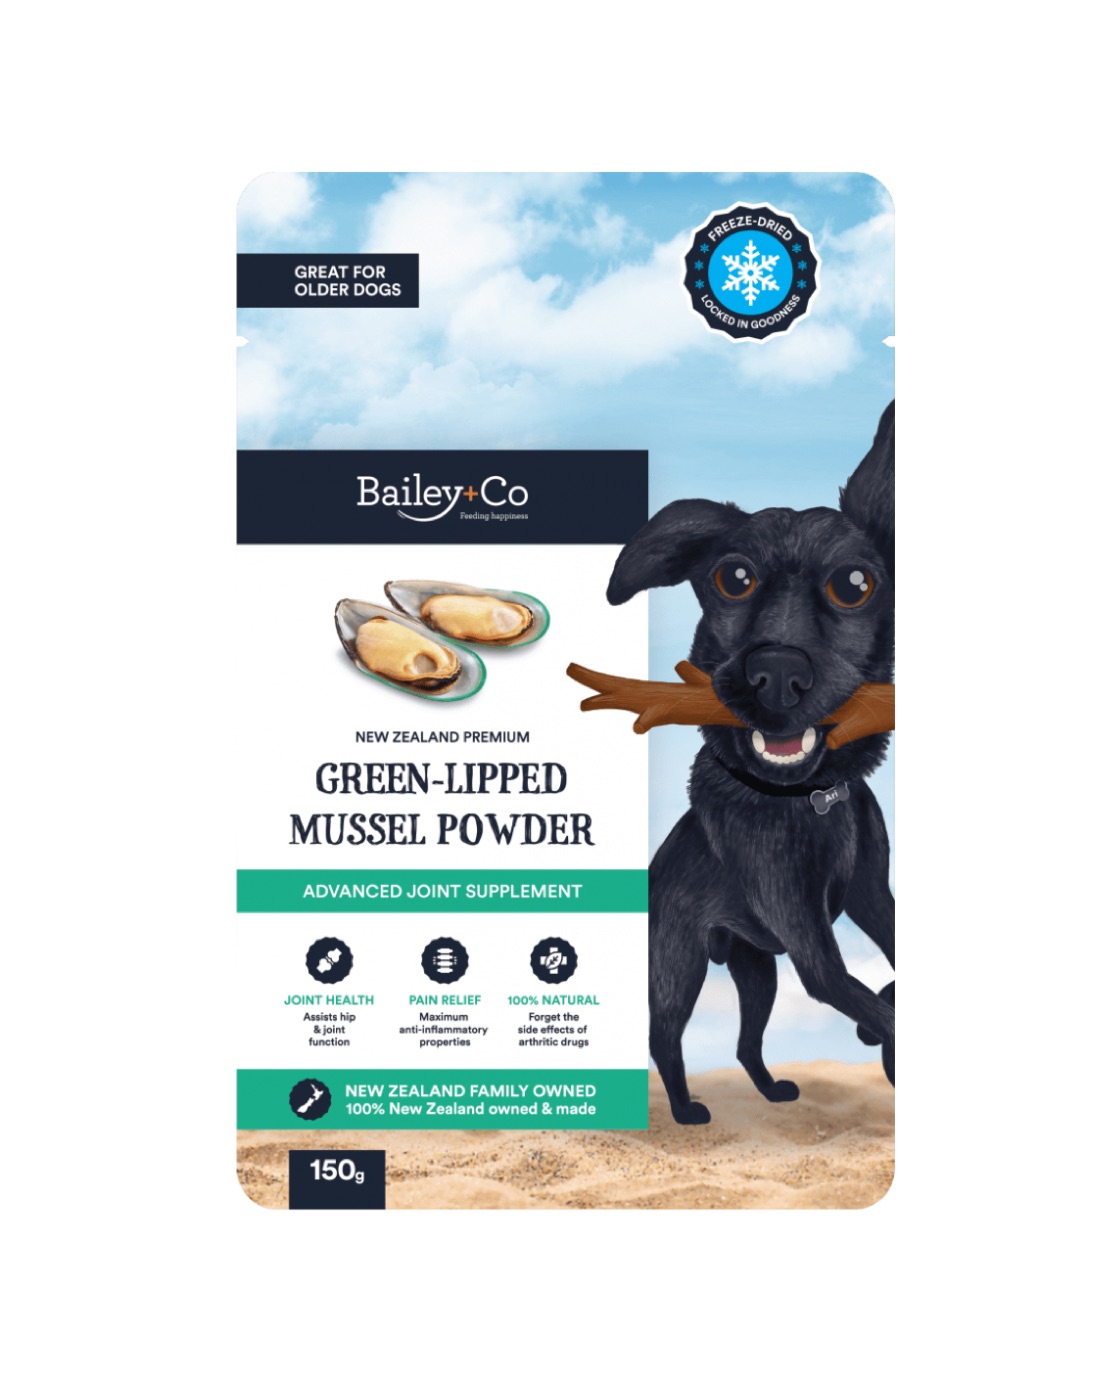 GREAT FOR
OLDER DOGS
FREEZE-DRIED
LOCKED IN GOODNESS
Bailey+Co
Feeding happiness
NEW ZEALAND PREMIUM
GREEN-LIPPED
MUSSEL POWDER
Ari
ADVANCED JOINT SUPPLEMENT
JOINT HEALTH
Assists hip
& joint
function
PAIN RELIEF
Maximum
anti-inflammatory
properties
100% NATURAL
Forget the
side effects of
arthritic drugs
NEW ZEALAND FAMILY OWNED
100% New Zealand owned & made
150g